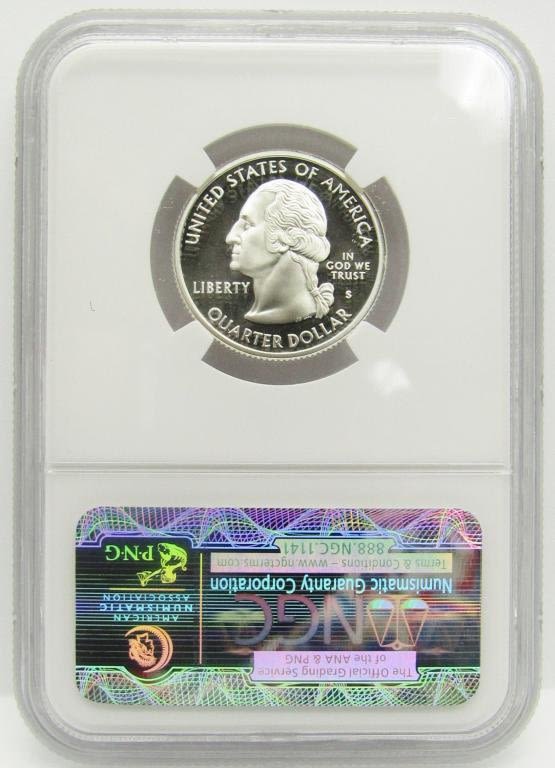 UNITED STATES OF AMERICA
LIBERTY
IN
GOD WE
TRUST
S
QUARTER DOLLAR
The Official Grading Service
of the ANA & PNG
NGC
Numismatic Guaranty Corporation
Terms & Conditions – www.ngcterms.com
888.NGC.1141
AMERICAN
NUMISMATIC
ASSOCIATION
P·N·G